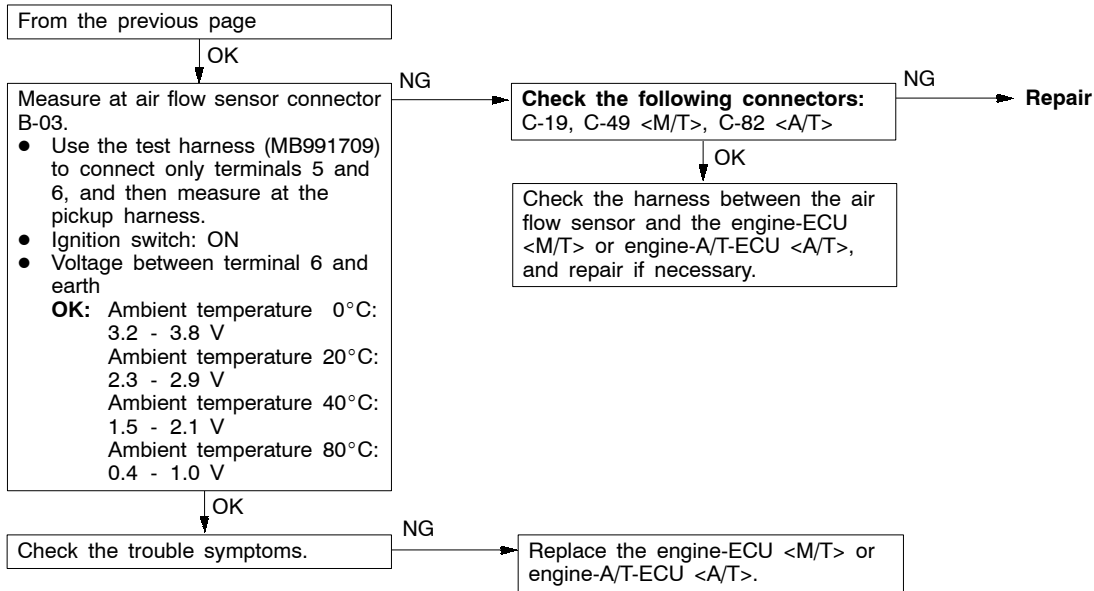 From the previous page
OK
Measure at air flow sensor connector
B-03.
● Use the test harness (MB991709)
to connect only terminals 5 and
6, and then measure at the
pickup harness.
● Ignition switch: ON
● Voltage between terminal 6 and
earth
OK: Ambient temperature 0°C:
3.2 - 3.8 V
Ambient temperature 20°C:
2.3 - 2.9 V
Ambient temperature 40°C:
1.5 - 2.1 V
Ambient temperature 80°C:
0.4 - 1.0 V
NG
Check the following connectors:
C-19, C-49 <M/T>, C-82 <A/T>
NG
Repair
OK
Check the harness between the air
flow sensor and the engine-ECU
<M/T> or engine-A/T-ECU <A/T>,
and repair if necessary.
OK
Check the trouble symptoms.
NG
Replace the engine-ECU <M/T> or
engine-A/T-ECU <A/T>.